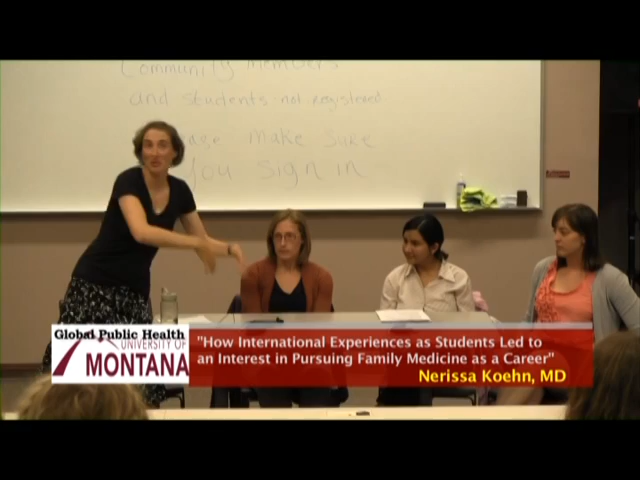 Community Members
and students not registered
make sure
you sign in
Global Public Health
UNIVERSITY OF
MONTANA
"How International Experiences as Students Led to
an Interest in Pursuing Family Medicine as a Career"
Nerissa Koehn, MD